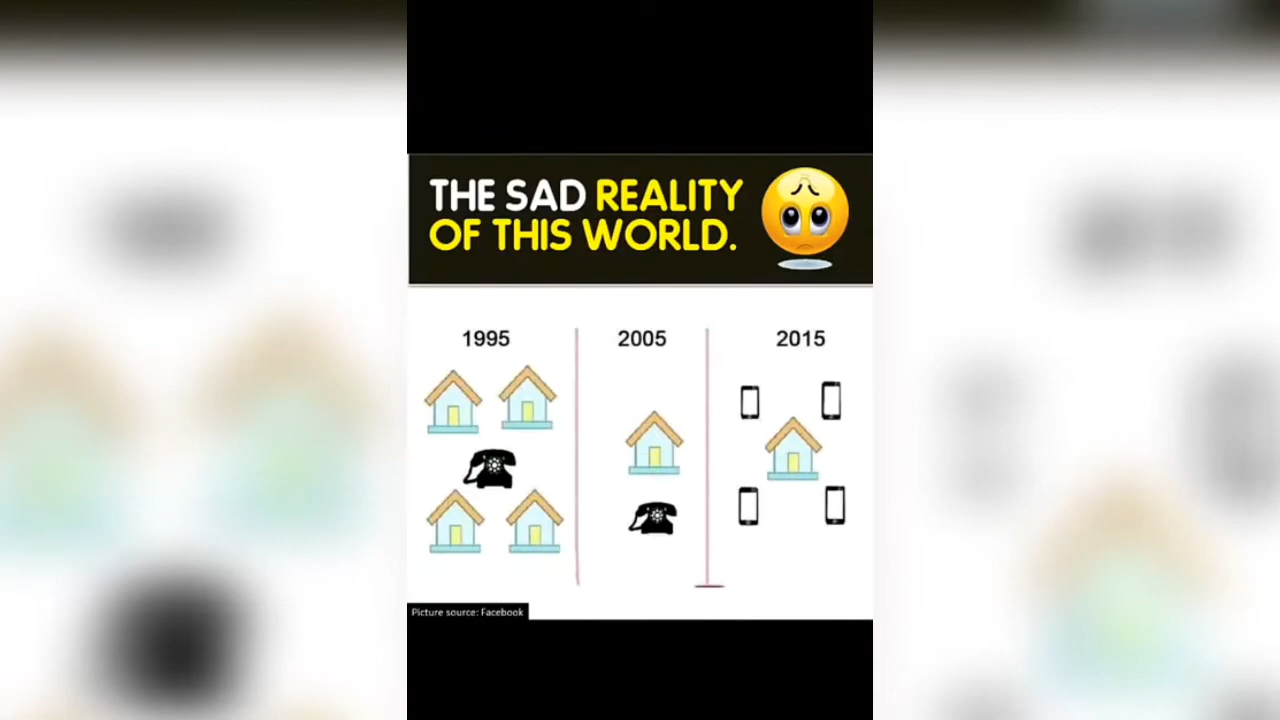 THE SAD REALITY
OF THIS WORLD.
1995
2005
2015
Picture source: Facebook